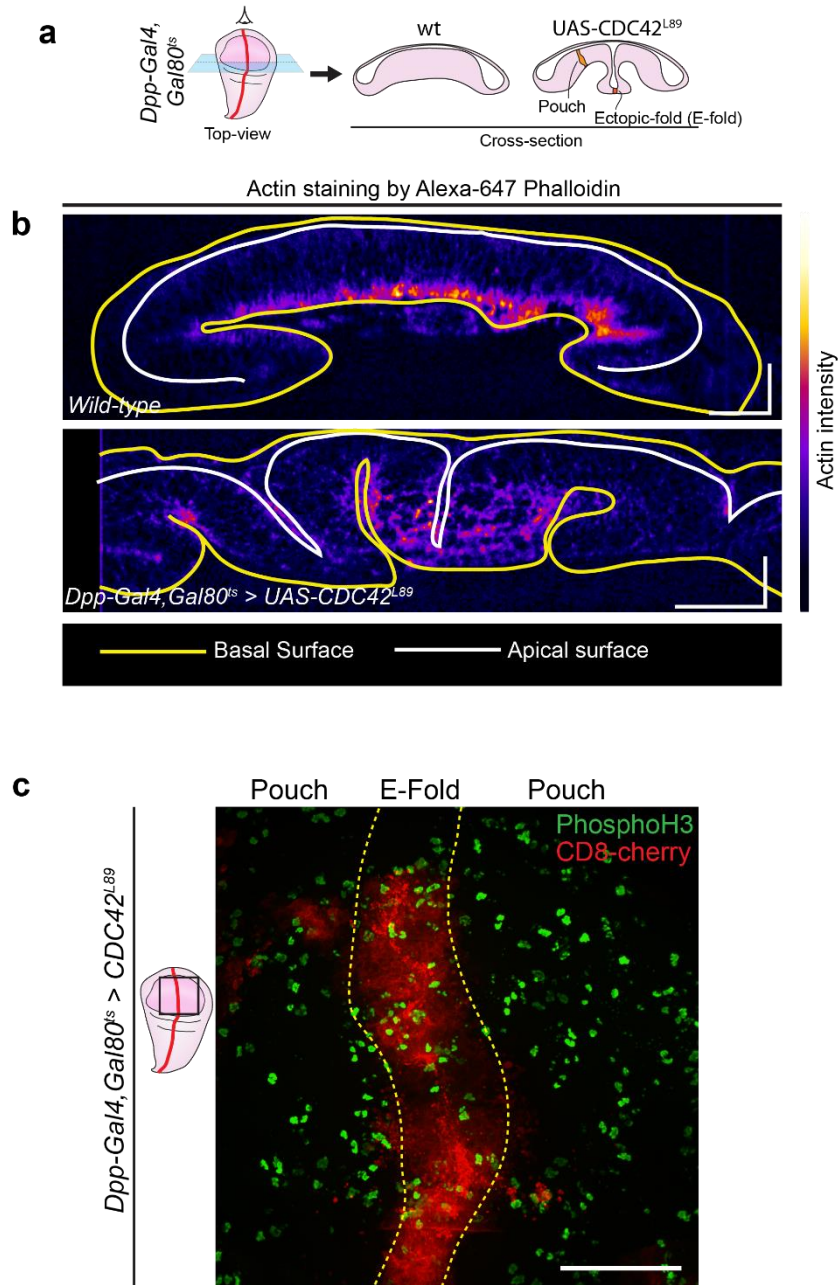 a
Dpp-Gal4,
Gal80ts
Top-view
wt
UAS-CDC42L89
Pouch
Ectopic-fold (E-fold)
Cross-section
Actin staining by Alexa-647 Phalloidin
b
Wild-type
Dpp-Gal4,Gal80ts > UAS-CDC42L89
Actin intensity
Basal Surface
Apical surface
c
Pouch
E-Fold
Pouch
Dpp-Gal4,Gal80ts > CDC42L89
PhosphoH3
CD8-cherry